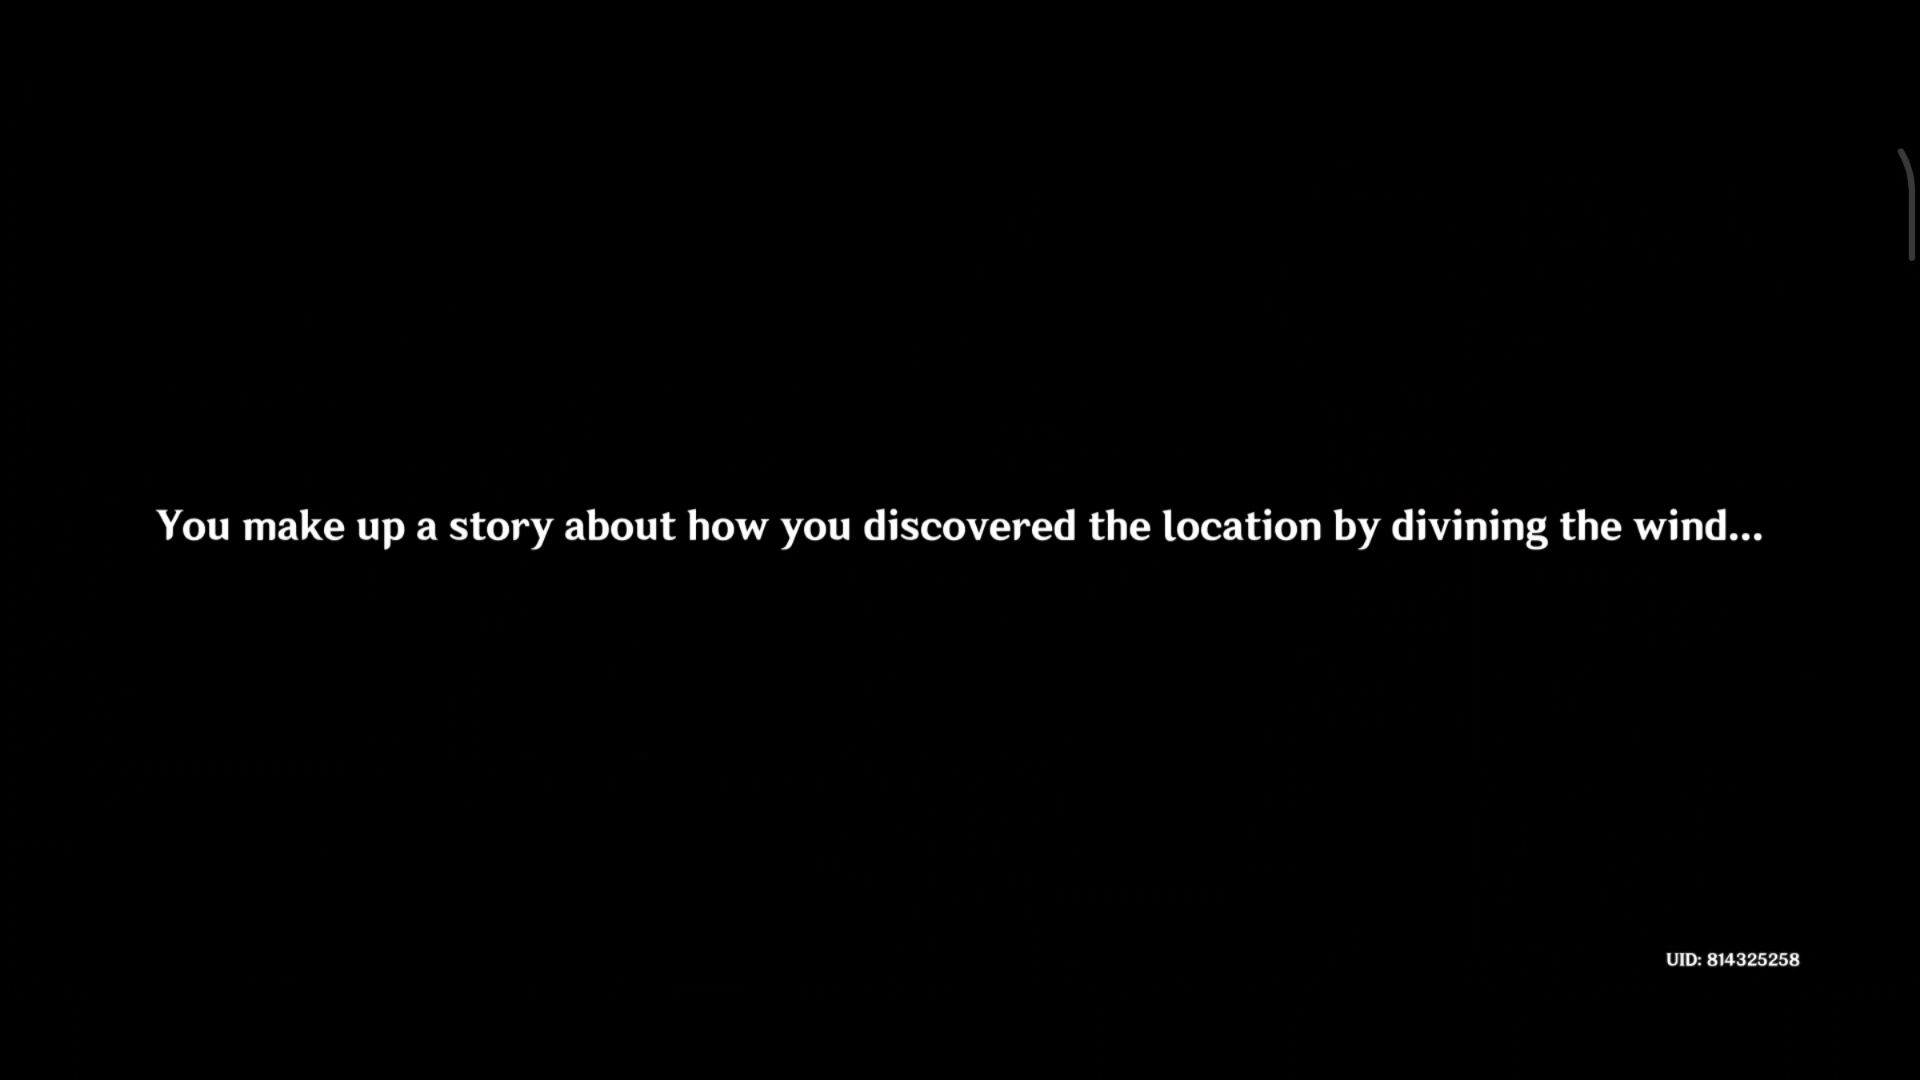 You make up a story about how you discovered the location by divining the wind...
UID: 814325258